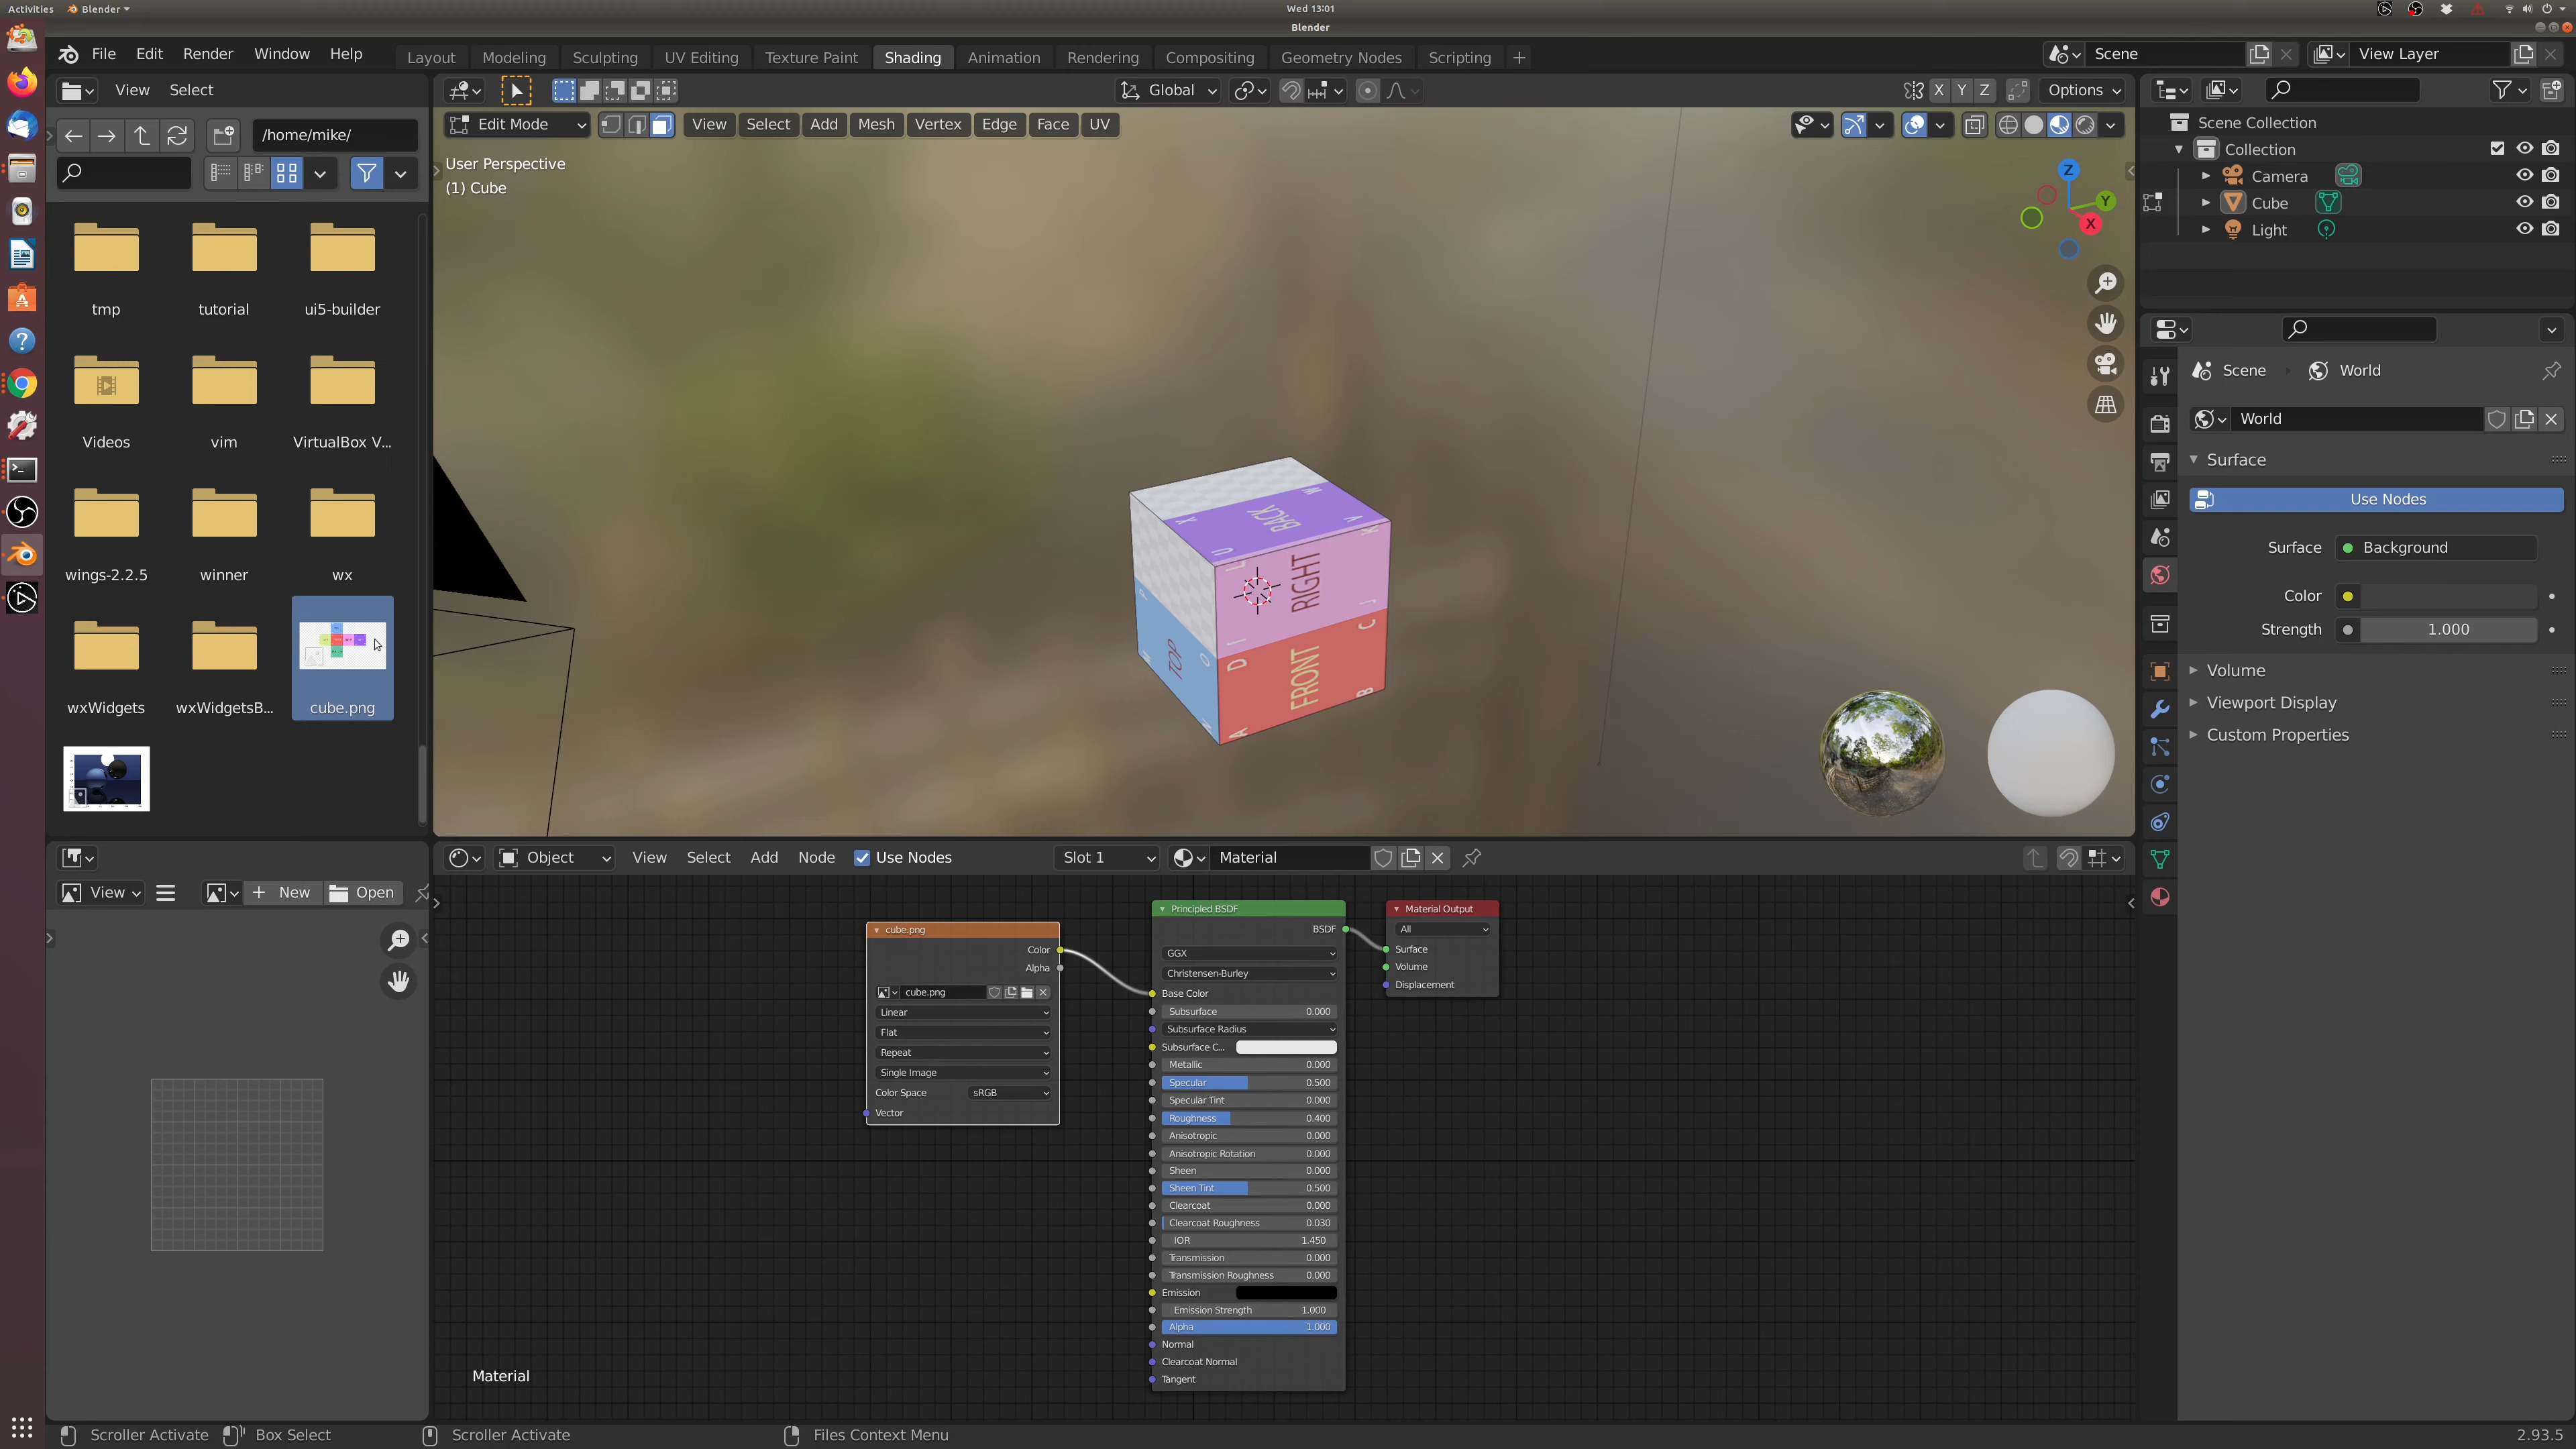 Activities Blender Wed 13:01
Blender
File Edit Render Window Help Layout Modeling Sculpting UV Editing Texture Paint Shading Animation Rendering Compositing Geometry Nodes Scripting + Scene View Layer
View Select
Global X Y Z Options
/home/mike/
Edit Mode View Select Add Mesh Vertex Edge Face UV
User Perspective
(1) Cube
Z
Y
X
Scene Collection
Collection
Camera
Cube
Light
tmp tutorial ui5-builder
Videos vim VirtualBox V...
wings-2.2.5 winner wx
wxWidgets wxWidgetsB... cube.png
BACK
RIGHT
TOP
FRONT
X
W
U
V
L
K
I
J
D
C
A
B
O
Scene World
World
Surface
Use Nodes
Surface Background
Color
Strength 1.000
Volume
Viewport Display
Custom Properties
Object View Select Add Node Use Nodes Slot 1 Material
View + New Open
cube.png
Color
Alpha
cube.png
Linear
Flat
Repeat
Single Image
Color Space sRGB
Vector
Principled BSDF
BSDF
GGX
Christensen-Burley
Base Color
Subsurface 0.000
Subsurface Radius
Subsurface C...
Metallic 0.000
Specular 0.500
Specular Tint 0.000
Roughness 0.400
Anisotropic 0.000
Anisotropic Rotation 0.000
Sheen 0.000
Sheen Tint 0.500
Clearcoat 0.000
Clearcoat Roughness 0.030
IOR 1.450
Transmission 0.000
Transmission Roughness 0.000
Emission
Emission Strength 1.000
Alpha 1.000
Normal
Clearcoat Normal
Tangent
Material Output
All
Surface
Volume
Displacement
Material
Scroller Activate Box Select Scroller Activate Files Context Menu 2.93.5